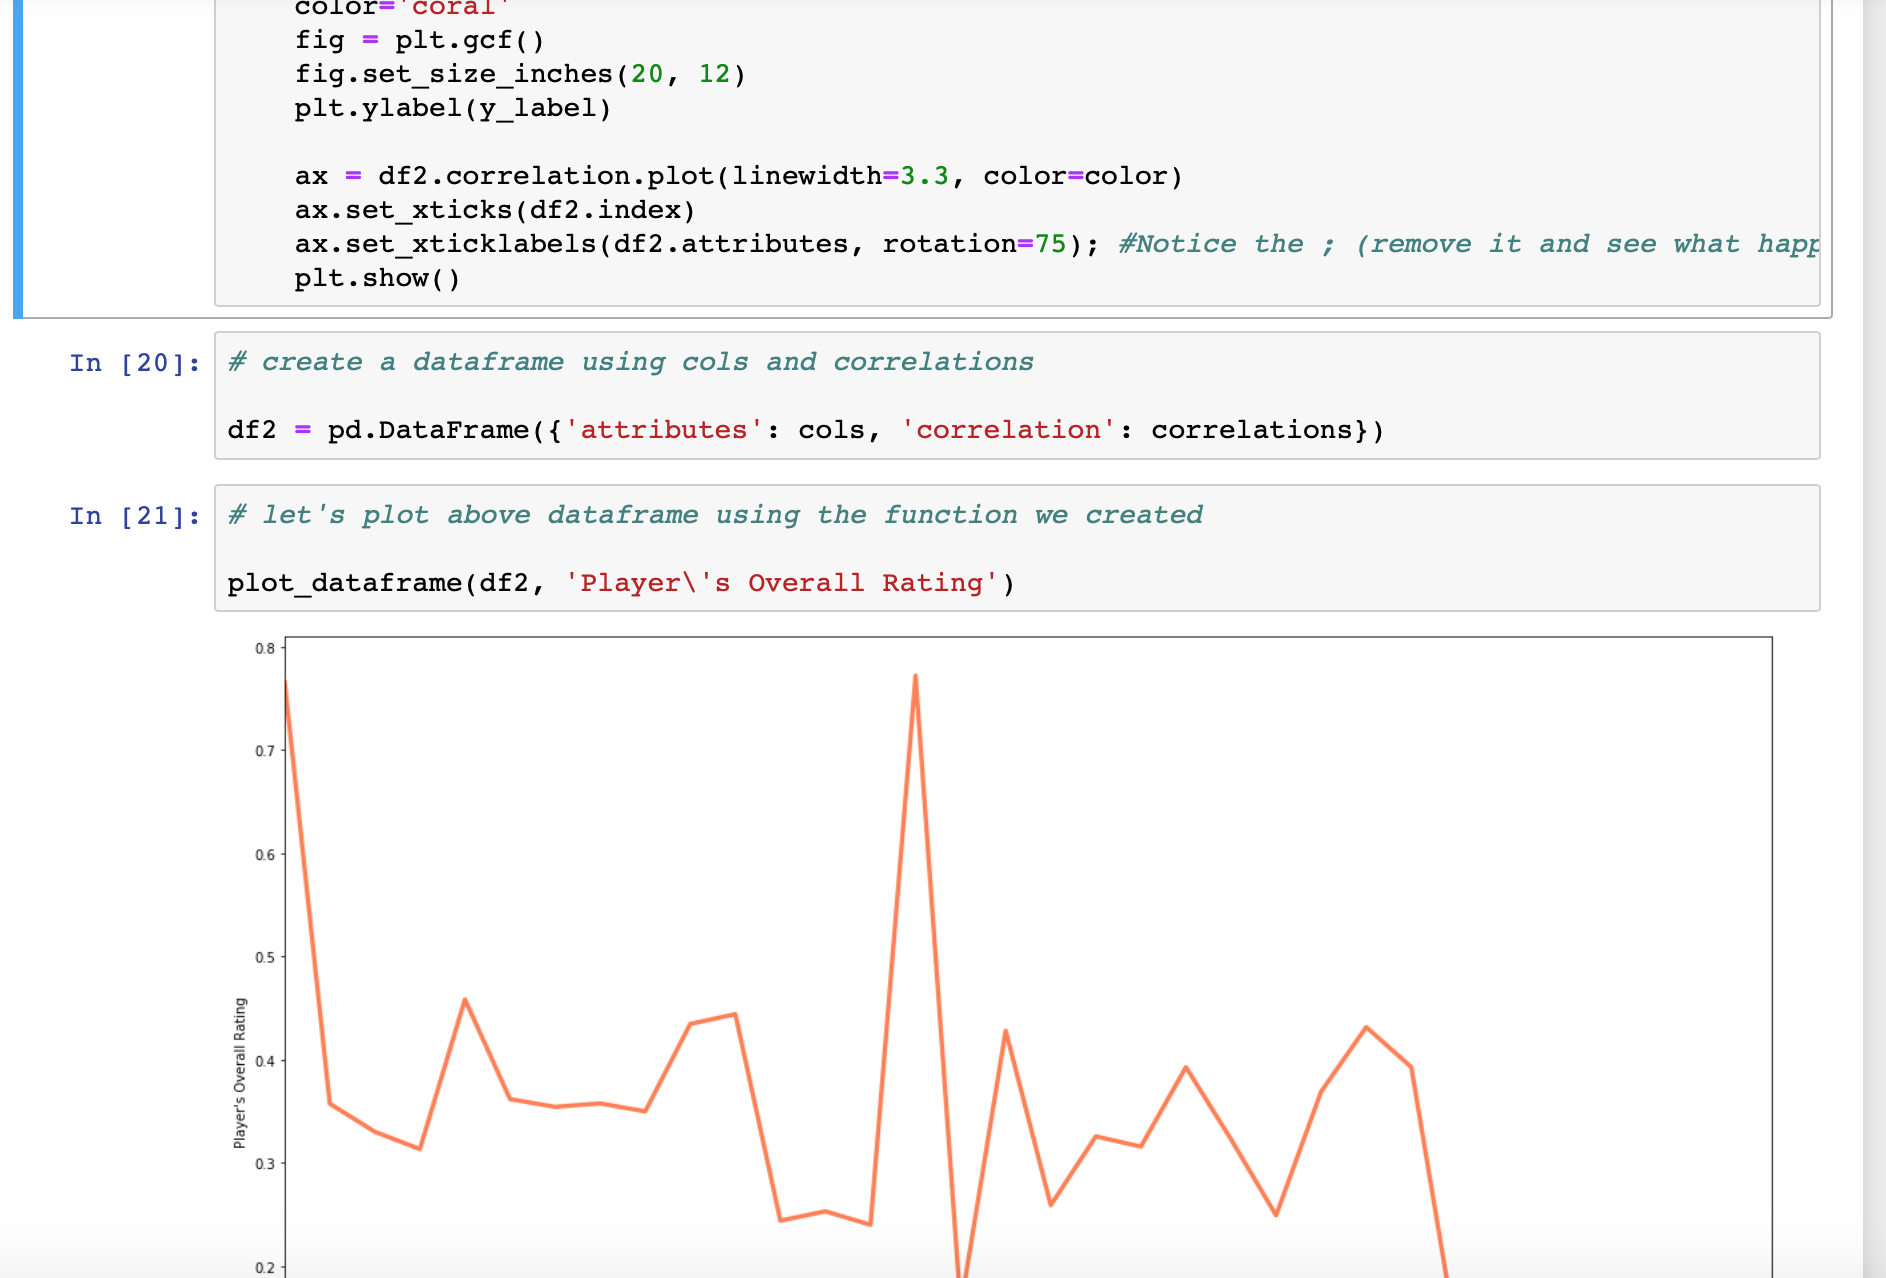 color='coral'
fig = plt.gcf()
fig.set_size_inches(20, 12)
plt.ylabel(y_label)
ax = df2.correlation.plot(linewidth=3.3, color=color)
ax.set_xticks(df2.index)
ax.set_xticklabels(df2.attributes, rotation=75); #Notice the ; (remove it and see what happ
plt.show()
In [20]:
# create a dataframe using cols and correlations
df2 = pd.DataFrame({'attributes': cols, 'correlation': correlations})
In [21]:
# let's plot above dataframe using the function we created
plot_dataframe(df2, 'Player\'s Overall Rating')
0.8
0.7
0.6
0.5
0.4
0.3
0.2
Player's Overall Rating